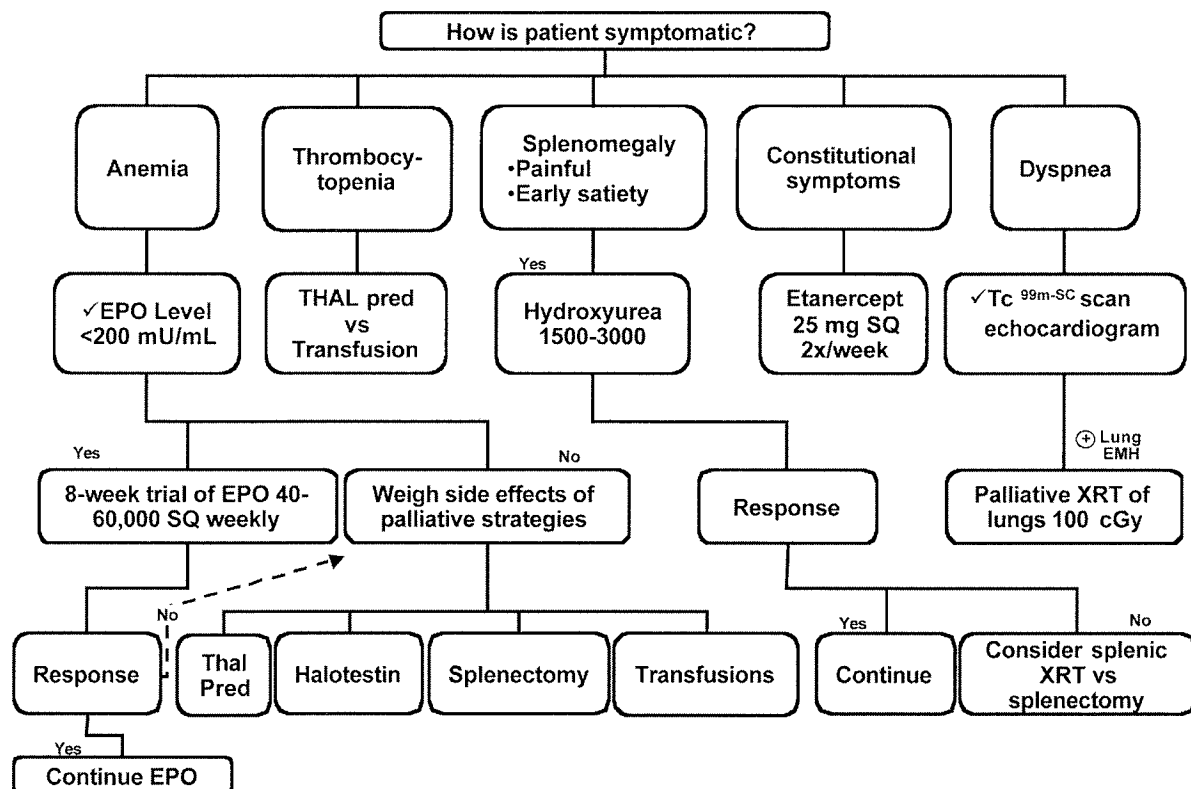 How is patient symptomatic?
Anemia
Thrombocy-
topenia
Splenomegaly
•Painful
•Early satiety
Constitutional
symptoms
Dyspnea
✓EPO Level
<200 mU/mL
THAL pred
vs
Transfusion
Yes
Hydroxyurea
1500-3000
Etanercept
25 mg SQ
2x/week
✓Tc 99m-SC scan
echocardiogram
Yes
8-week trial of EPO 40-
60,000 SQ weekly
No
Weigh side effects of
palliative strategies
Response
⊕ Lung
EMH
Palliative XRT of
lungs 100 cGy
Response
No
Thal
Pred
Halotestin
Splenectomy
Transfusions
Yes
Continue
No
Consider splenic
XRT vs
splenectomy
Yes
Continue EPO